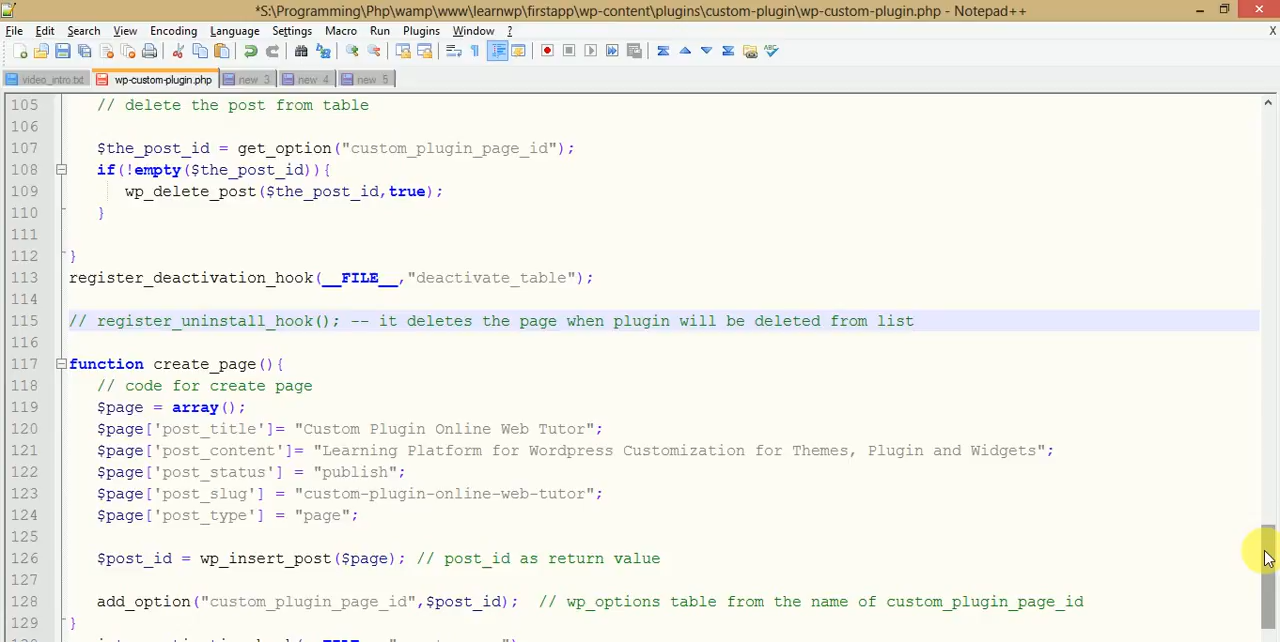 *S:\Programming\Php\wamp\www\learnwp\firstapp\wp-content\plugins\custom-plugin\wp-custom-plugin.php - Notepad++
File Edit Search View Encoding Language Settings Macro Run Plugins Window ? X
video_intro.txt wp-custom-plugin.php new 3 new 4 new 5
105 // delete the post from table
106
107 $the_post_id = get_option("custom_plugin_page_id");
108 if(!empty($the_post_id)){
109 wp_delete_post($the_post_id,true);
110 }
111
112 }
113 register_deactivation_hook(__FILE__,"deactivate_table");
114
115 // register_uninstall_hook(); -- it deletes the page when plugin will be deleted from list
116
117 function create_page(){
118 // code for create page
119 $page = array();
120 $page['post_title']= "Custom Plugin Online Web Tutor";
121 $page['post_content']= "Learning Platform for Wordpress Customization for Themes, Plugin and Widgets";
122 $page['post_status'] = "publish";
123 $page['post_slug'] = "custom-plugin-online-web-tutor";
124 $page['post_type'] = "page";
125
126 $post_id = wp_insert_post($page); // post_id as return value
127
128 add_option("custom_plugin_page_id",$post_id); // wp_options table from the name of custom_plugin_page_id
129 }